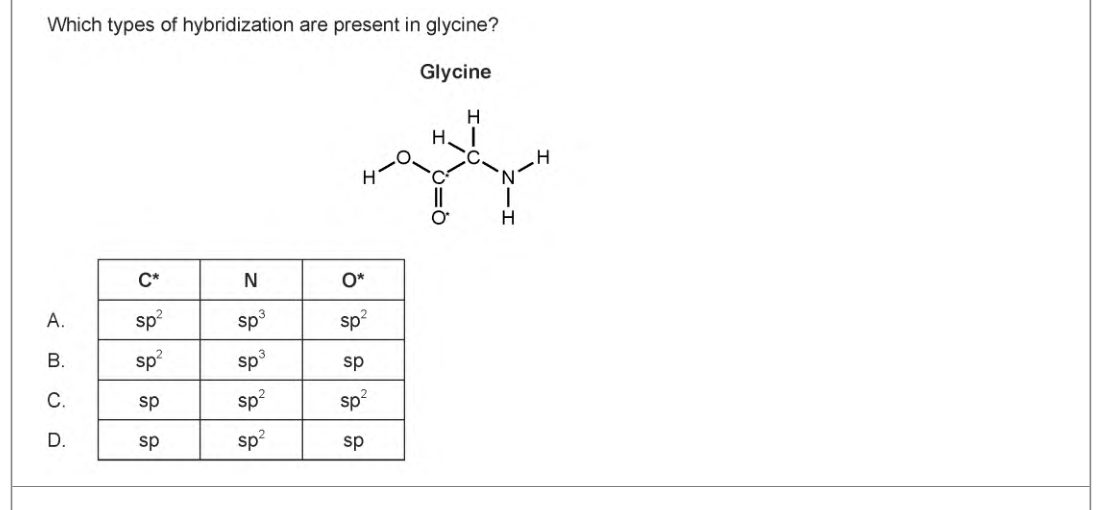 Which types of hybridization are present in glycine?
Glycine
H
H
O C H
H C* N
O* H
C* N O*
A. sp² sp³ sp²
B. sp² sp³ sp
C. sp sp² sp²
D. sp sp² sp